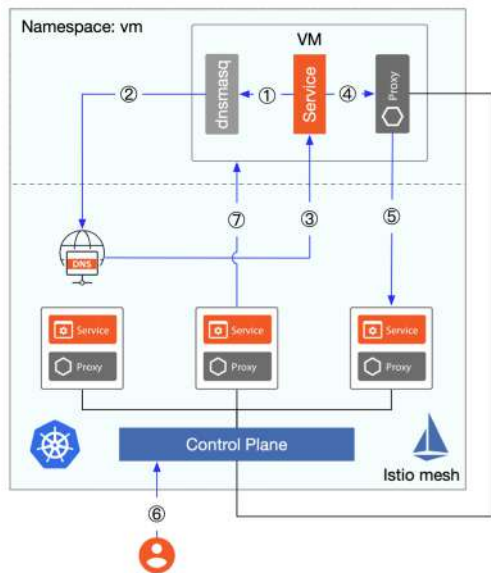 Namespace: vm
VM
dnsmasq
Service
Proxy
①
②
④
⑦
③
⑤
DNS
Service
Proxy
Service
Proxy
Service
Proxy
Control Plane
Istio mesh
⑥